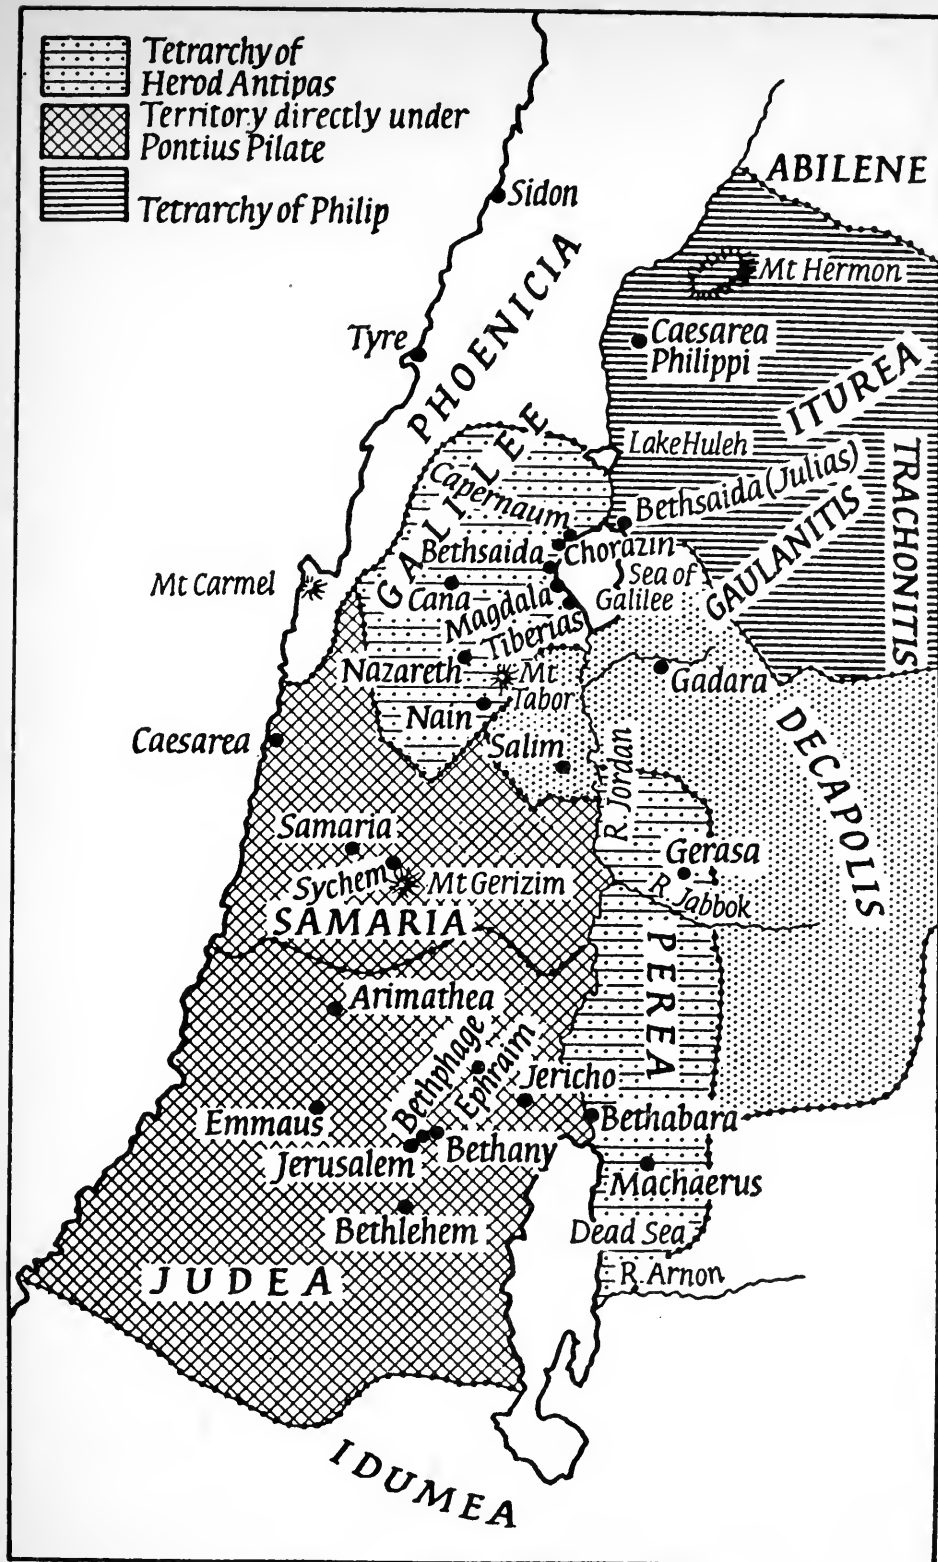 Tetrarchy of
Herod Antipas
Territory directly under
Pontius Pilate
Tetrarchy of Philip
ABILENE
Sidon
Mt Hermon
PHOENICIA
Tyre
Caesarea
Philippi
ITUREA
GALILEE
Lake Huleh
TRACHONITIS
Capernaum
Bethsaida (Julias)
Bethsaida
Chorazin
GAULANITIS
Mt Carmel
Cana
Sea of
Galilee
Magdala
Tiberias
Nazareth
Mt
Tabor
Gadara
Nain
DECAPOLIS
Caesarea
Salim
R. Jordan
Samaria
Gerasa
Sychem
Mt Gerizim
R. Jabbok
SAMARIA
PEREA
Arimathea
Bethphage
Ephraim
Jericho
Emmaus
Bethabara
Jerusalem
Bethany
Machaerus
Bethlehem
Dead Sea
JUDEA
R. Arnon
IDUMEA